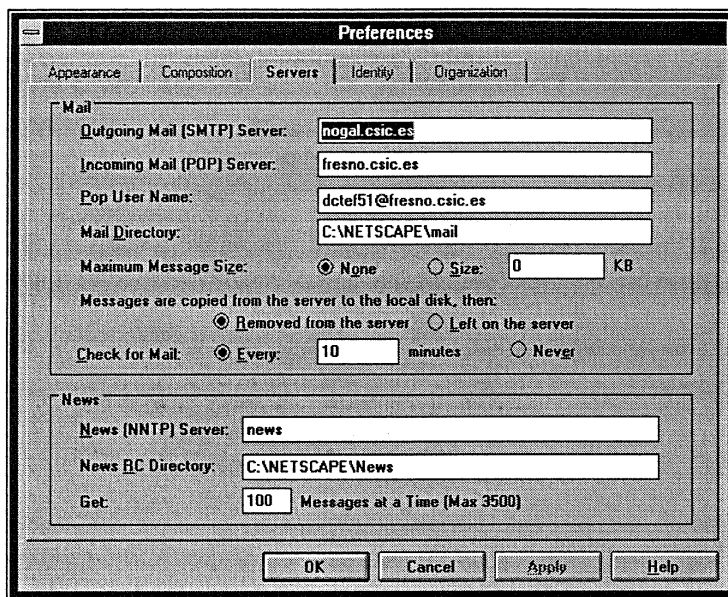 Preferences
Appearance Composition Servers Identity Organization
Mail
Outgoing Mail (SMTP) Server: nogal.csic.es
Incoming Mail (POP) Server: fresno.csic.es
Pop User Name: dctef51@fresno.csic.es
Mail Directory: C:\NETSCAPE\mail
Maximum Message Size: None Size: 0 KB
Messages are copied from the server to the local disk, then:
Removed from the server Left on the server
Check for Mail: Every: 10 minutes Never
News
News (NNTP) Server: news
News RC Directory: C:\NETSCAPE\News
Get: 100 Messages at a Time (Max 3500)
OK Cancel Apply Help